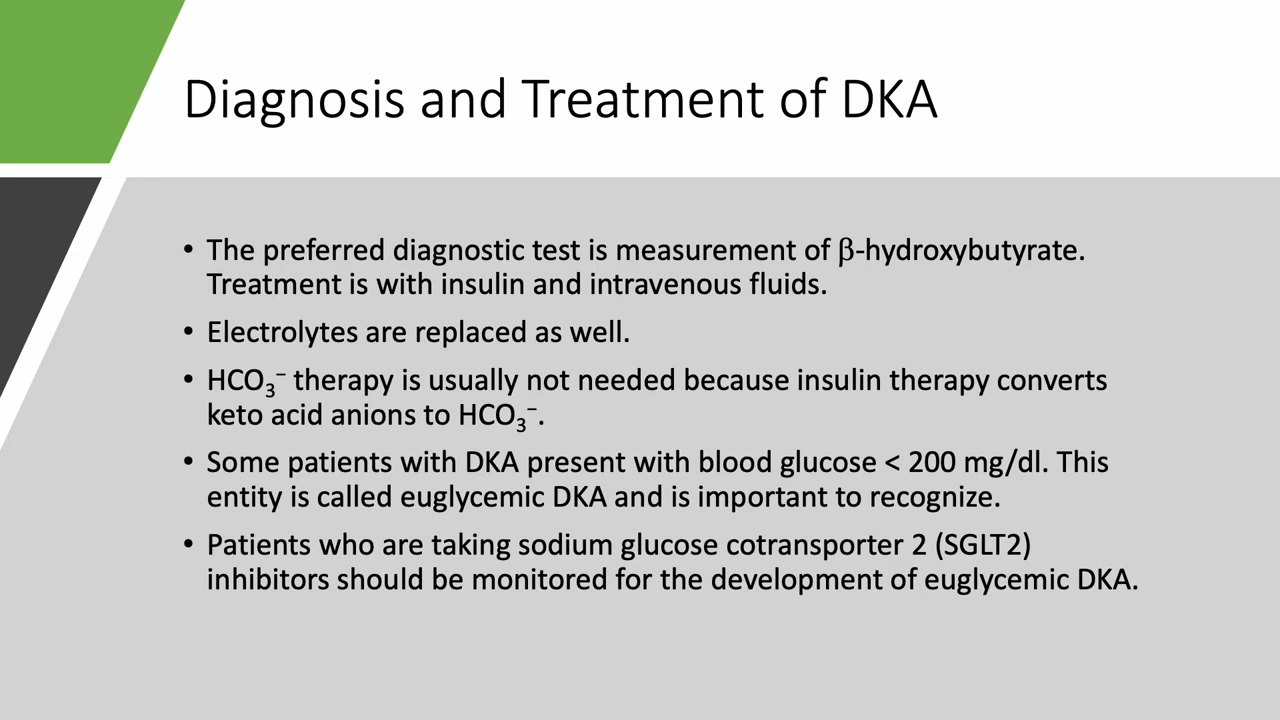 Diagnosis and Treatment of DKA
• The preferred diagnostic test is measurement of β-hydroxybutyrate.
Treatment is with insulin and intravenous fluids.
• Electrolytes are replaced as well.
• HCO₃⁻ therapy is usually not needed because insulin therapy converts
keto acid anions to HCO₃⁻.
• Some patients with DKA present with blood glucose < 200 mg/dl. This
entity is called euglycemic DKA and is important to recognize.
• Patients who are taking sodium glucose cotransporter 2 (SGLT2)
inhibitors should be monitored for the development of euglycemic DKA.